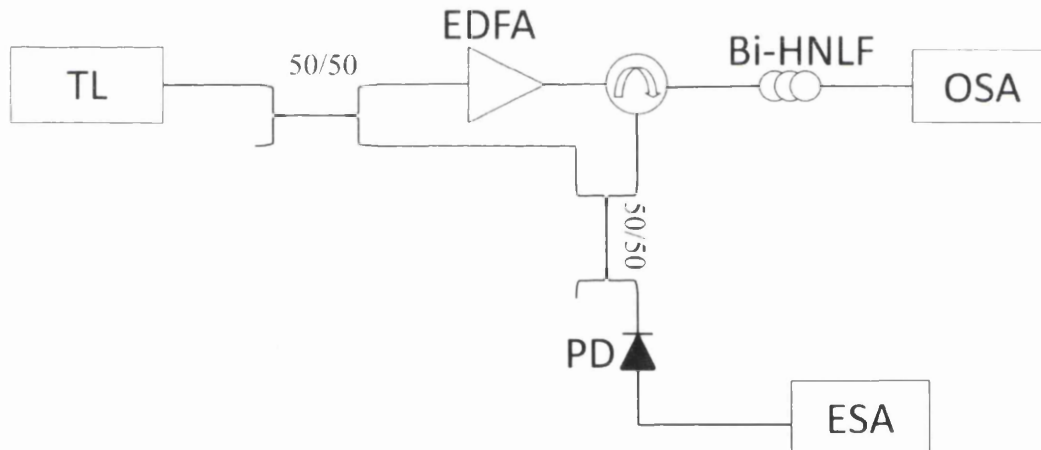 EDFA
50/50
Bi-HNLF
TL
OSA
50/50
PD
ESA